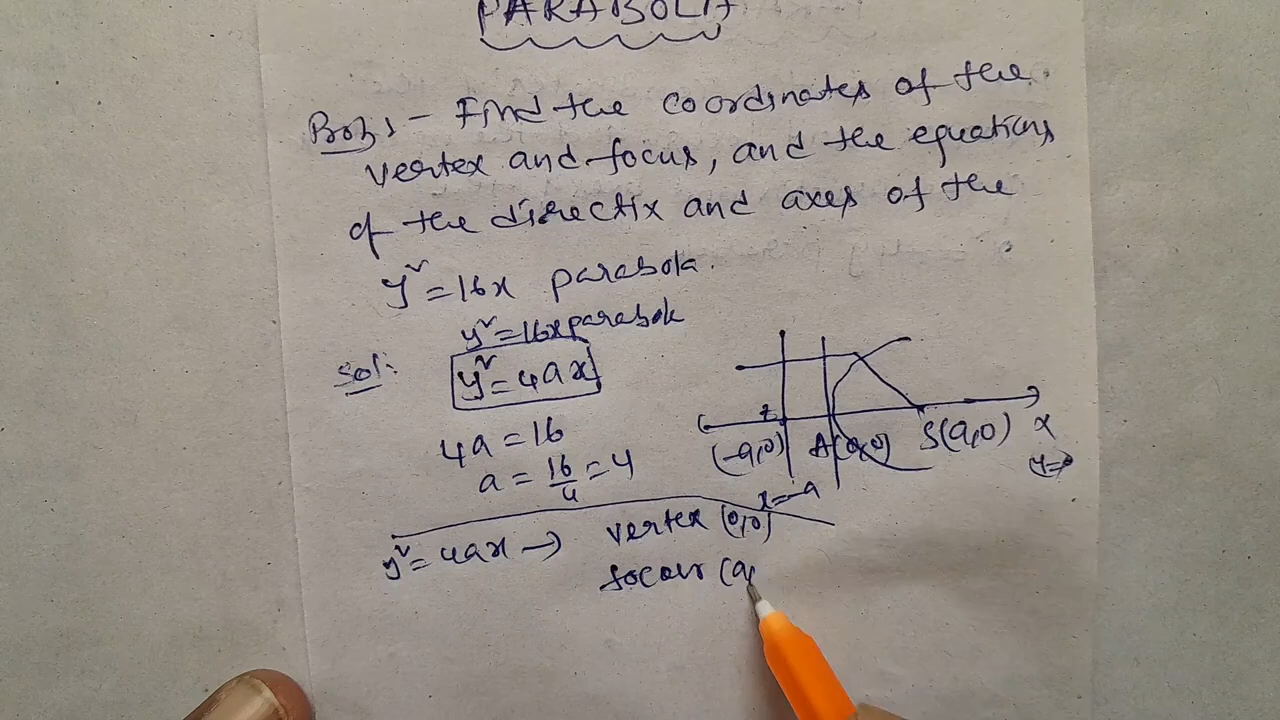 PARABOLA
Prob 1 - Find the coordinates of the
vertex and focus, and the equations
of the directix and axes of the
y² = 16x parabola.
y² = 16x parabola
Sol:
y² = 4ax
4a = 16
a = 16/4 = 4
z
(-a,0) A(0,0) S(a,0) X
x = -a
y² = 4ax → vertex (0,0)
focus (a,